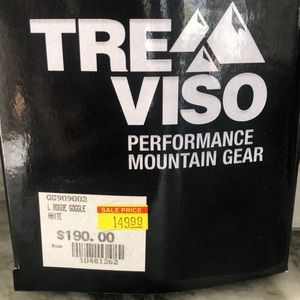 TRE
VISO
PERFORMANCE
MOUNTAIN GEAR
GG909002
L ROGUE GOGGLE
WHITE
SALE PRICE
149.99
$190.00
Size
10481262